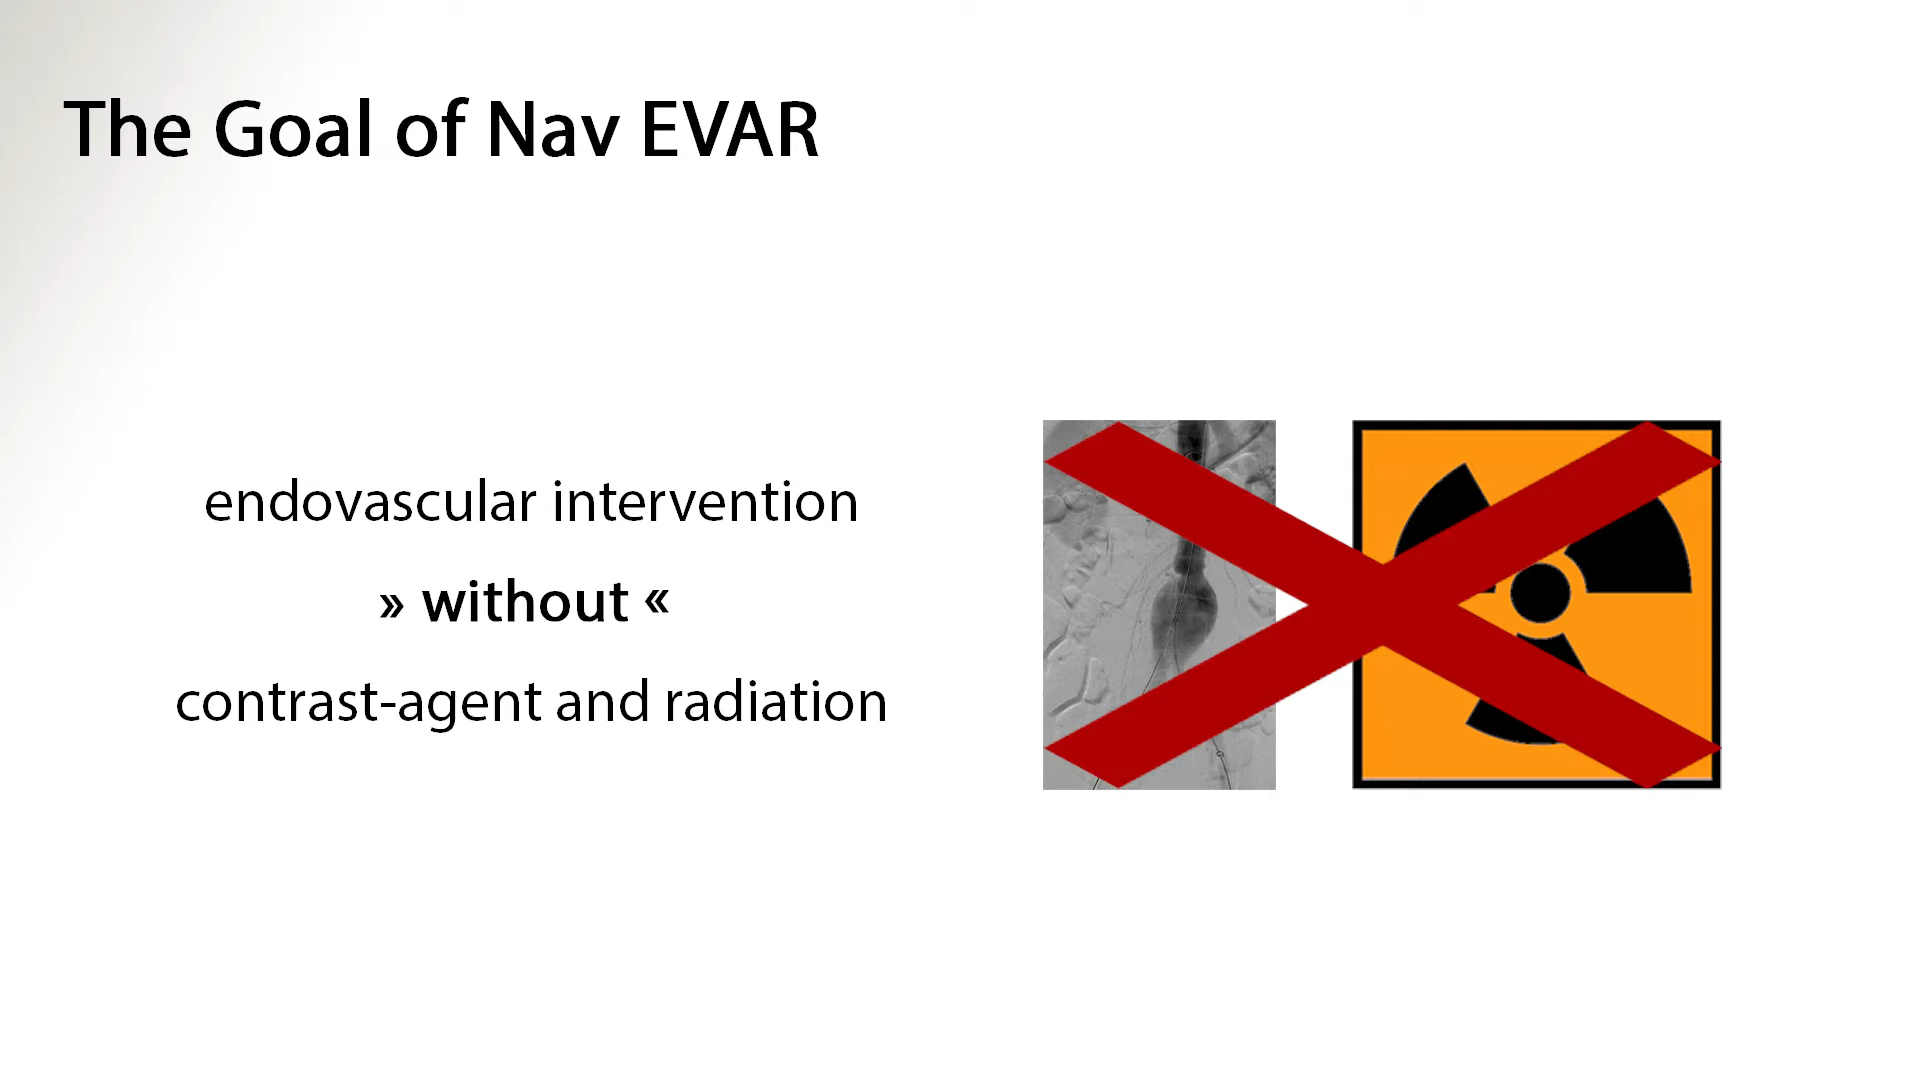 The Goal of Nav EVAR
endovascular intervention
» without «
contrast-agent and radiation